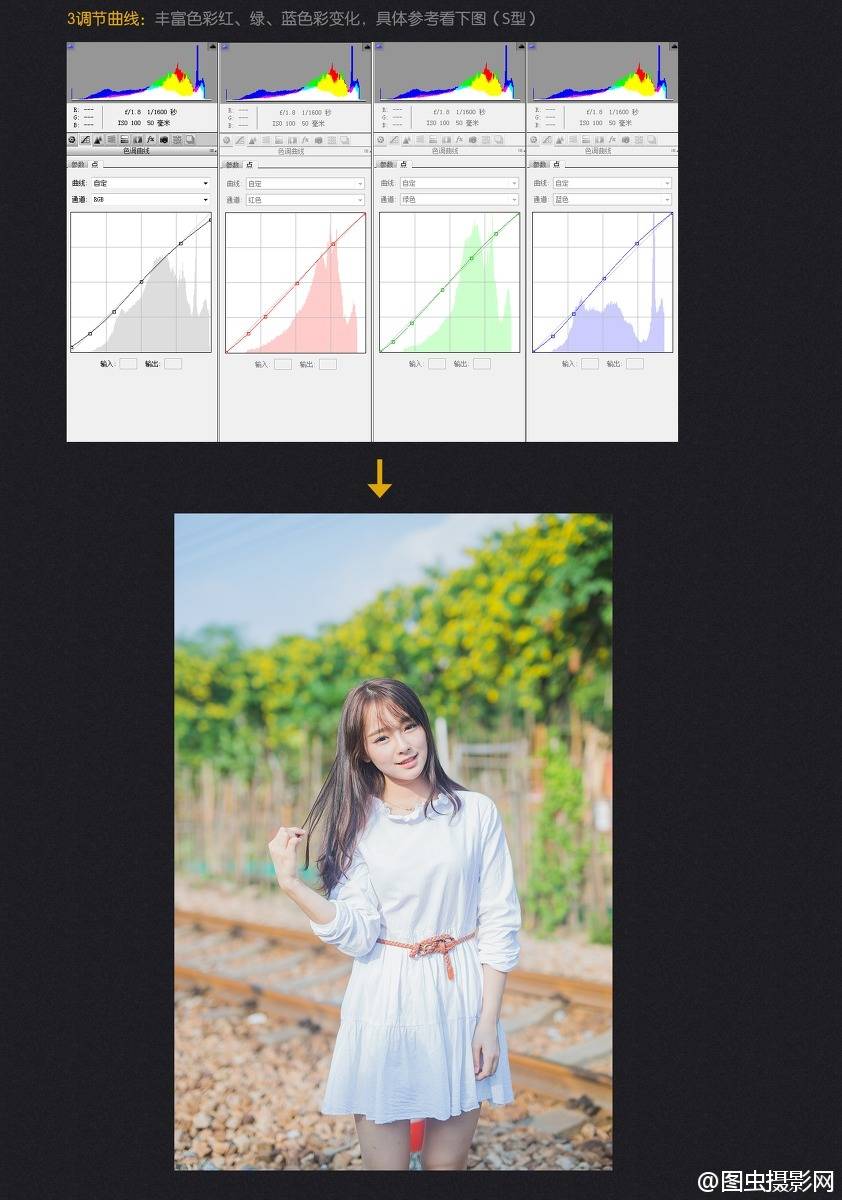 3调节曲线：丰富色彩红、绿、蓝色彩变化，具体参考看下图（S型）
R: --- f/1.8 1/1600 秒
G: ---
B: --- ISO 100 50 毫米
R: --- f/1.8 1/1600 秒
G: ---
B: --- ISO 100 50 毫米
R: --- f/1.8 1/1600 秒
G: ---
B: --- ISO 100 50 毫米
R: --- f/1.8 1/1600 秒
G: ---
B: --- ISO 100 50 毫米
色调曲线
色调曲线
色调曲线
色调曲线
参数 点
参数 点
参数 点
参数 点
曲线: 自定
曲线: 自定
曲线: 自定
曲线: 自定
通道: RGB
通道: 红色
通道: 绿色
通道: 蓝色
输入: 输出:
输入: 输出:
输入: 输出:
输入: 输出:
@图虫摄影网